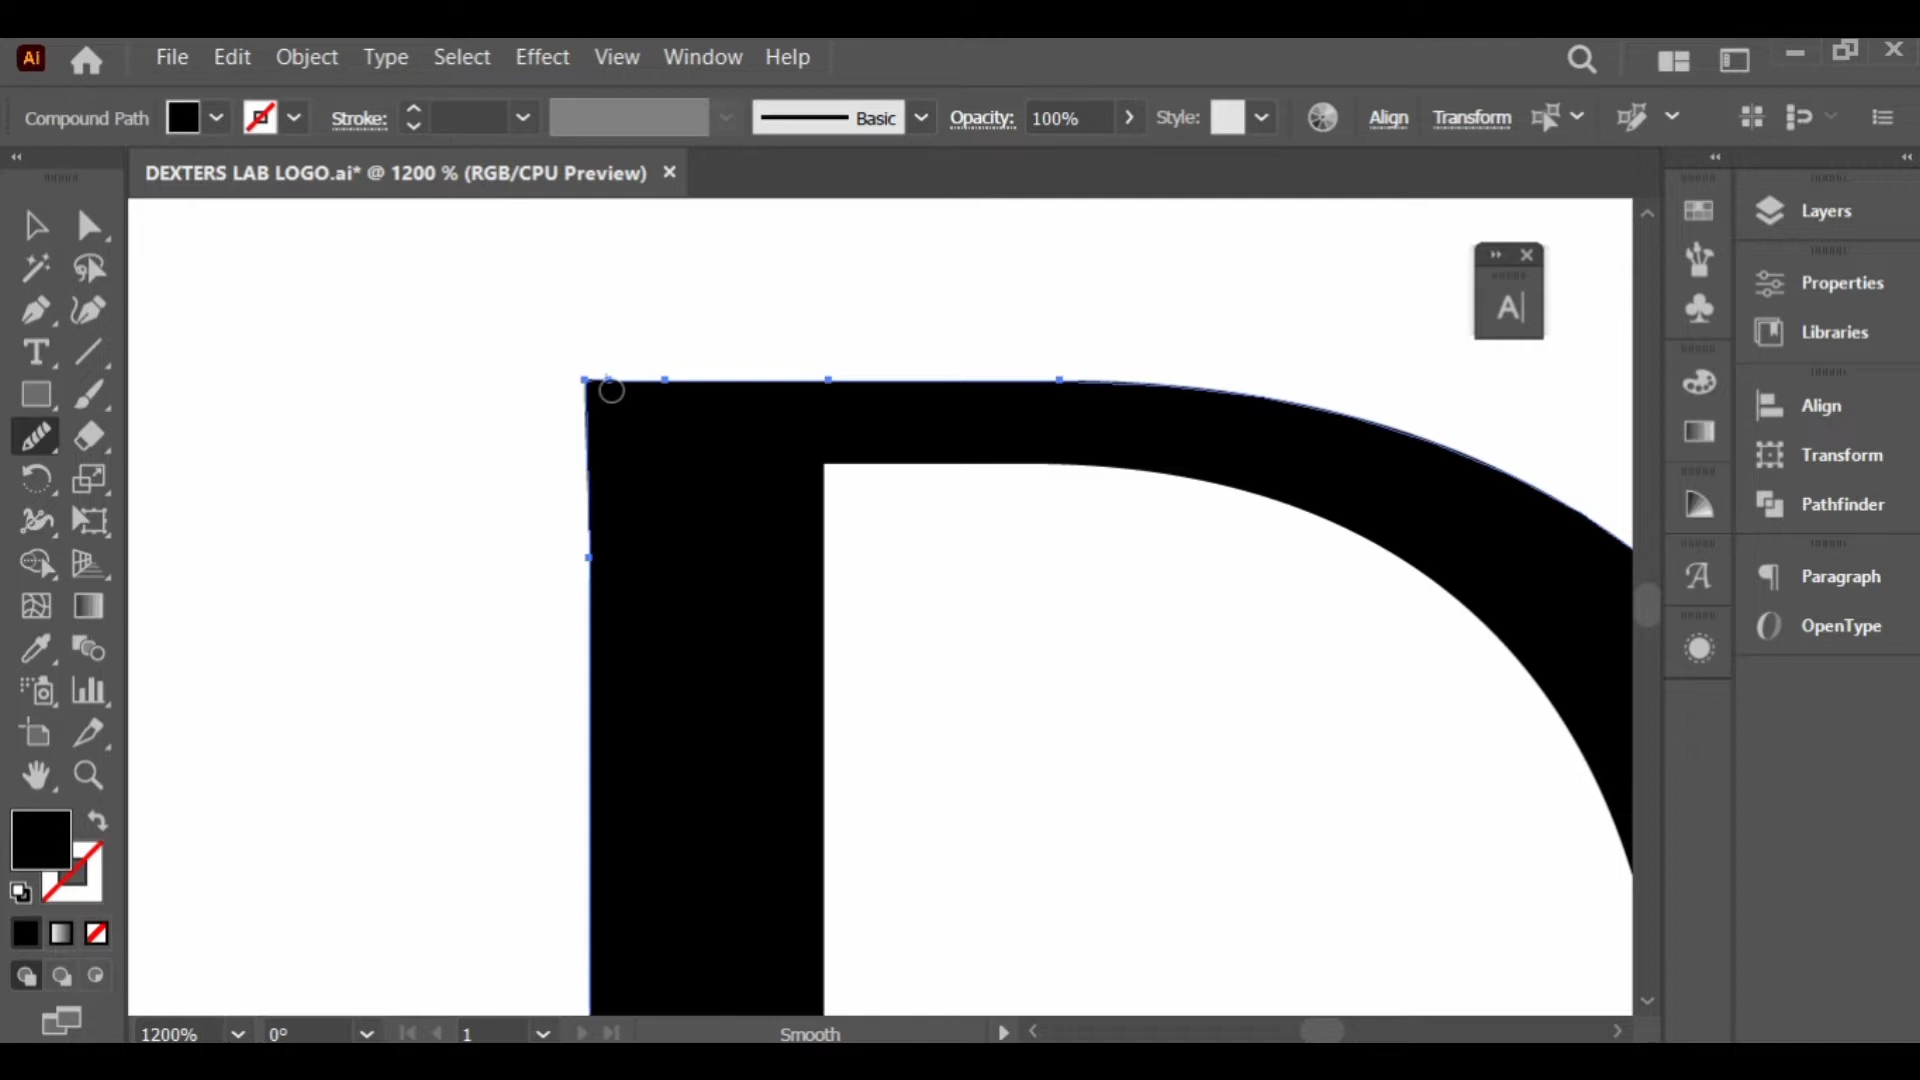 Ai File Edit Object Type Select Effect View Window Help
Compound Path Stroke: Basic Opacity: 100% Style: Align Transform
DEXTERS LAB LOGO.ai* @ 1200 % (RGB/CPU Preview) ×
Layers
Properties
Libraries
Align
Transform
Pathfinder
Paragraph
OpenType
A|
1200% 0° 1 Smooth